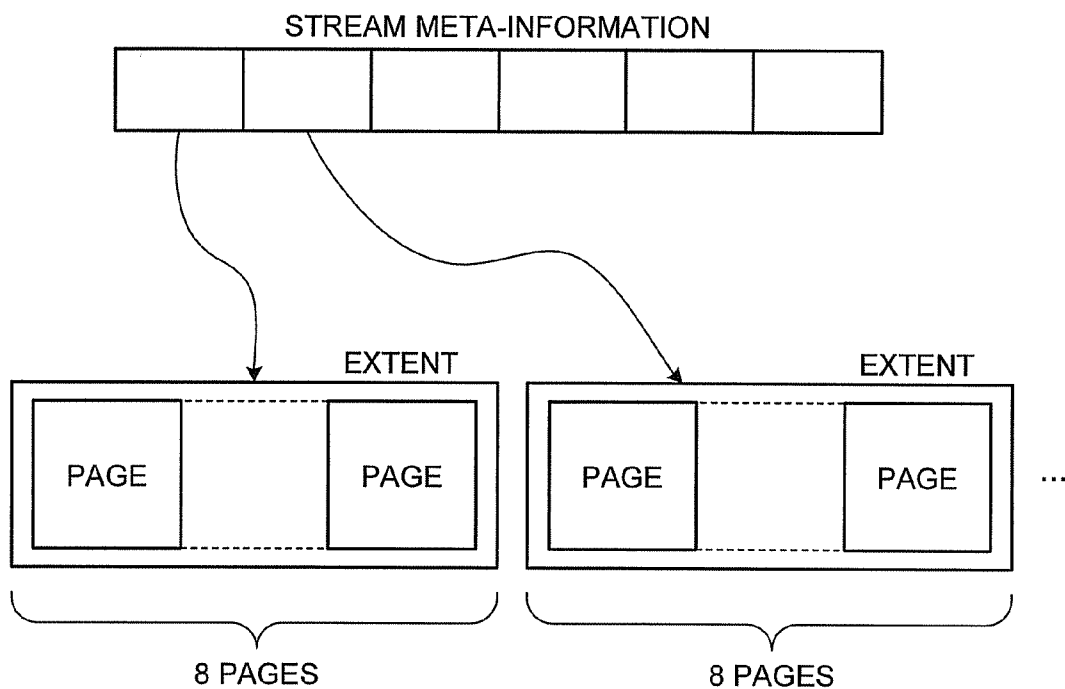 STREAM META-INFORMATION
EXTENT
EXTENT
PAGE
PAGE
PAGE
PAGE
...
8 PAGES
8 PAGES